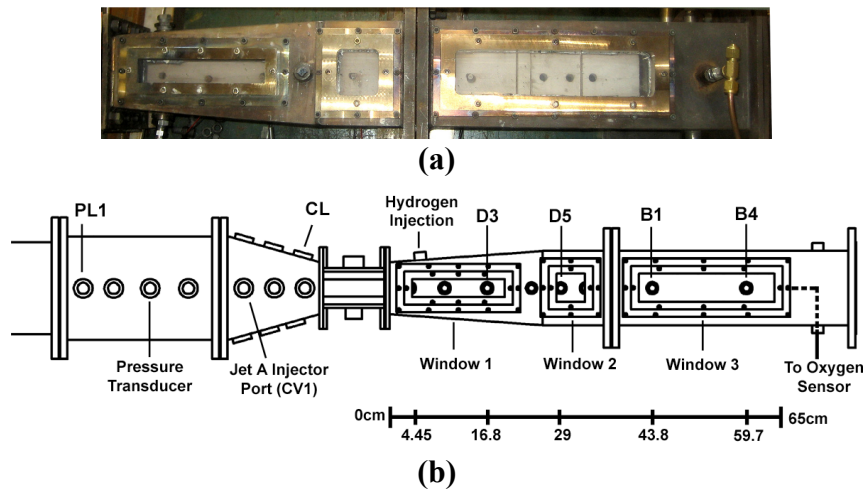 (a)
PL1
CL
Hydrogen
Injection
D3
D5
B1
B4
Pressure
Transducer
Jet A Injector
Port (CV1)
Window 1
Window 2
Window 3
To Oxygen
Sensor
0cm
65cm
4.45
16.8
29
43.8
59.7
(b)